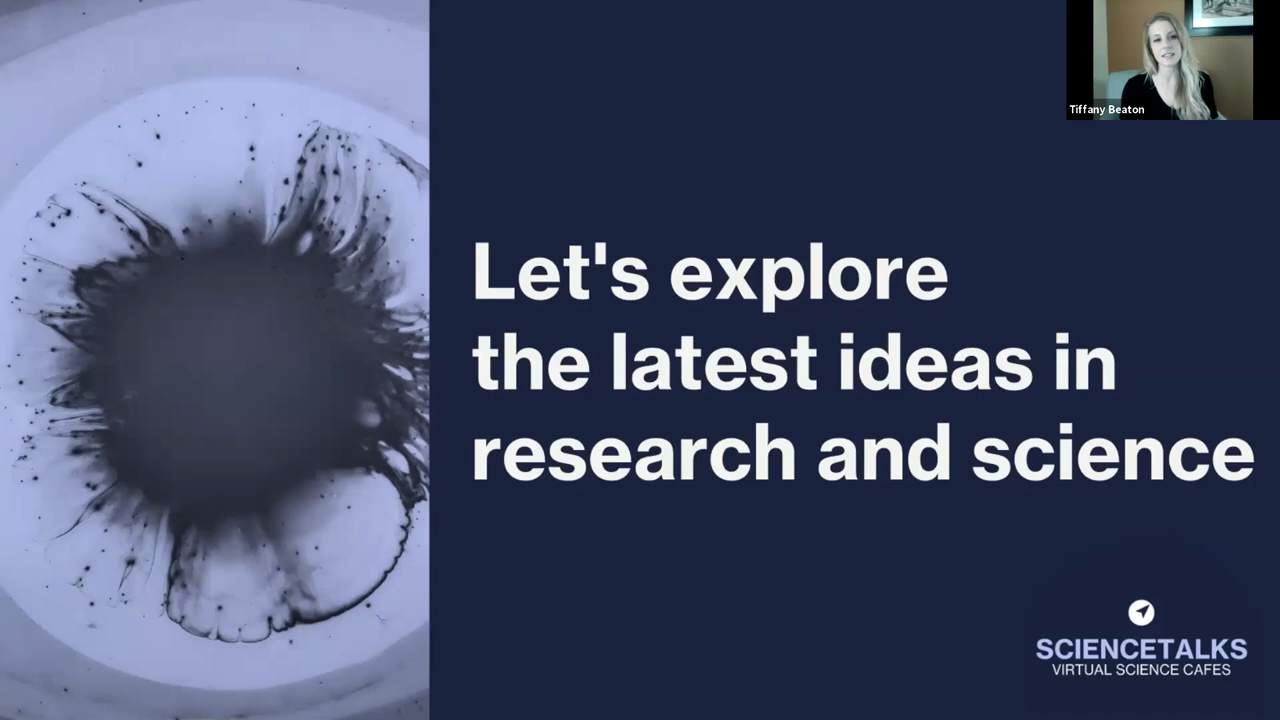 Tiffany Beaton
Let's explore
the latest ideas in
research and science
SCIENCETALKS
VIRTUAL SCIENCE CAFES